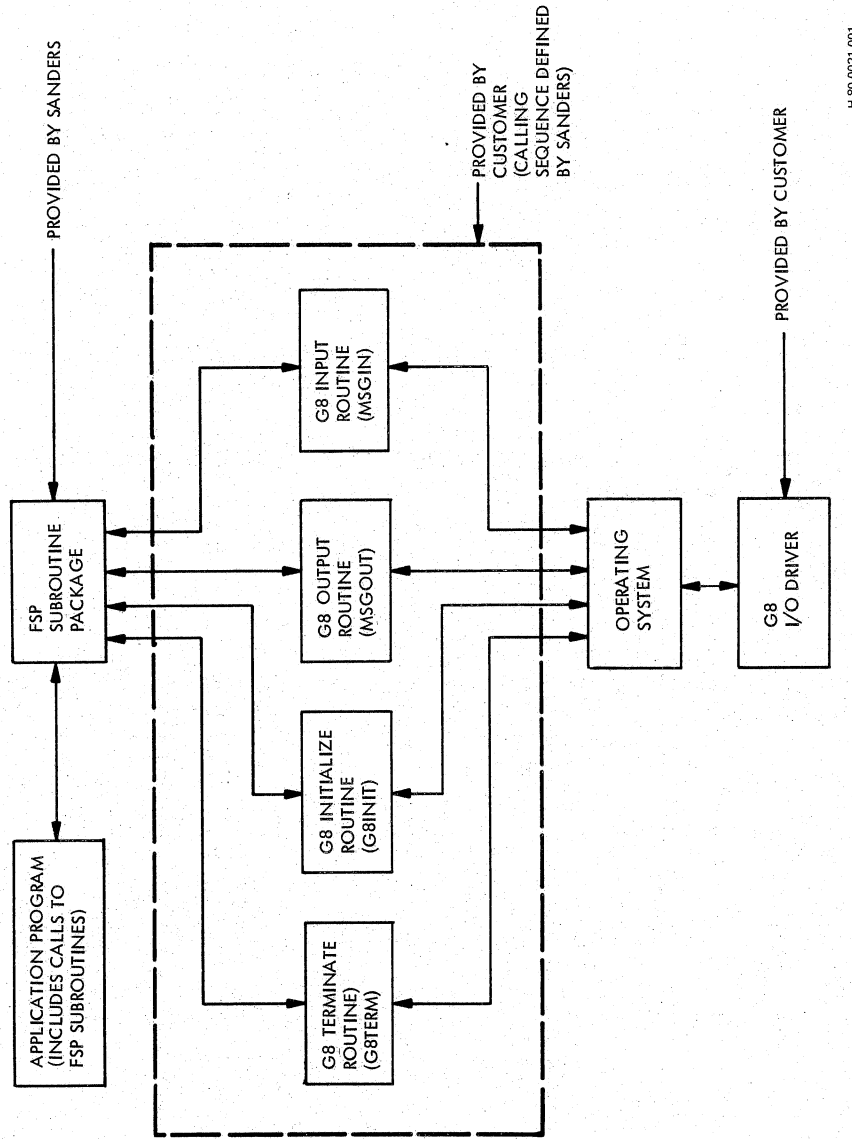 APPLICATION PROGRAM
(INCLUDES CALLS TO
FSP SUBROUTINES)
FSP
SUBROUTINE
PACKAGE
PROVIDED BY SANDERS
G8 TERMINATE
ROUTINE)
(G8TERM)
G8 INITIALIZE
ROUTINE
(G8INIT)
G8 OUTPUT
ROUTINE
(MSGOUT)
G8 INPUT
ROUTINE
(MSGIN)
PROVIDED BY
CUSTOMER
(CALLING
SEQUENCE DEFINED
BY SANDERS)
OPERATING
SYSTEM
G8
I/O DRIVER
PROVIDED BY CUSTOMER